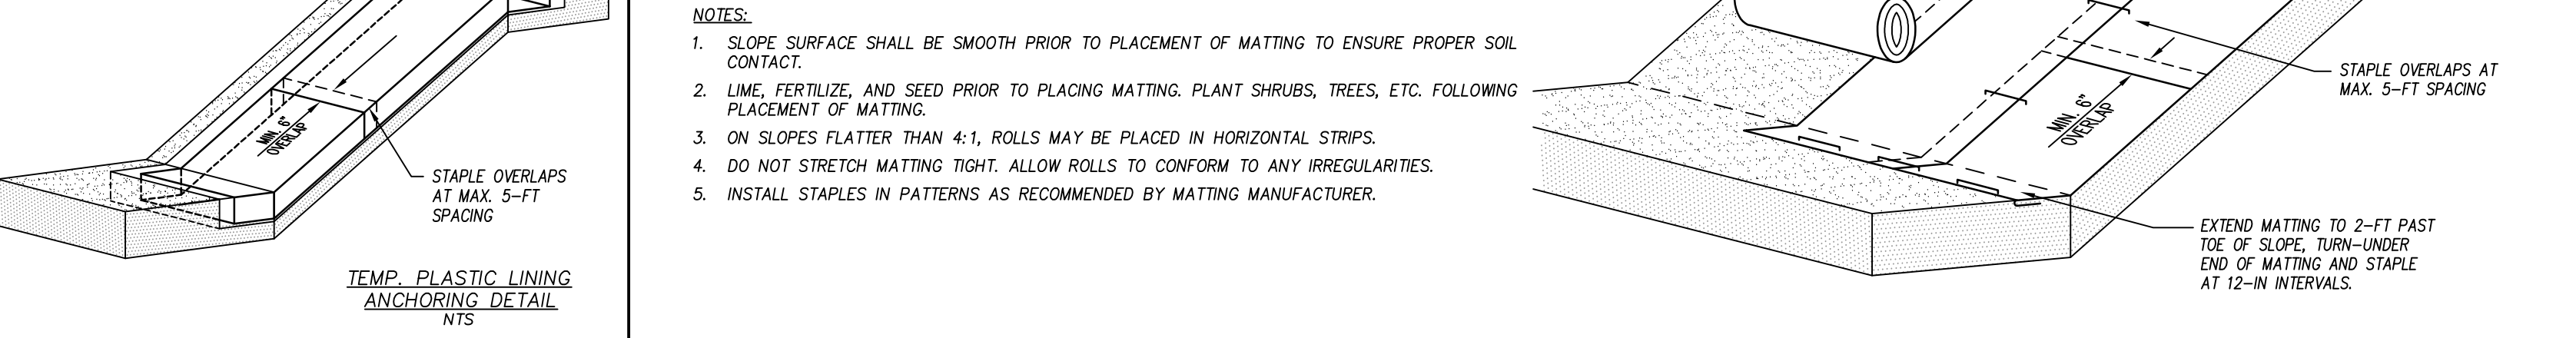 MIN. 6"
OVERLAP
STAPLE OVERLAPS
AT MAX. 5-FT
SPACING
TEMP. PLASTIC LINING
ANCHORING DETAIL
NTS
NOTES:
1. SLOPE SURFACE SHALL BE SMOOTH PRIOR TO PLACEMENT OF MATTING TO ENSURE PROPER SOIL
CONTACT.
2. LIME, FERTILIZE, AND SEED PRIOR TO PLACING MATTING. PLANT SHRUBS, TREES, ETC. FOLLOWING
PLACEMENT OF MATTING.
3. ON SLOPES FLATTER THAN 4:1, ROLLS MAY BE PLACED IN HORIZONTAL STRIPS.
4. DO NOT STRETCH MATTING TIGHT. ALLOW ROLLS TO CONFORM TO ANY IRREGULARITIES.
5. INSTALL STAPLES IN PATTERNS AS RECOMMENDED BY MATTING MANUFACTURER.
MIN. 6"
OVERLAP
STAPLE OVERLAPS AT
MAX. 5-FT SPACING
EXTEND MATTING TO 2-FT PAST
TOE OF SLOPE, TURN-UNDER
END OF MATTING AND STAPLE
AT 12-IN INTERVALS.